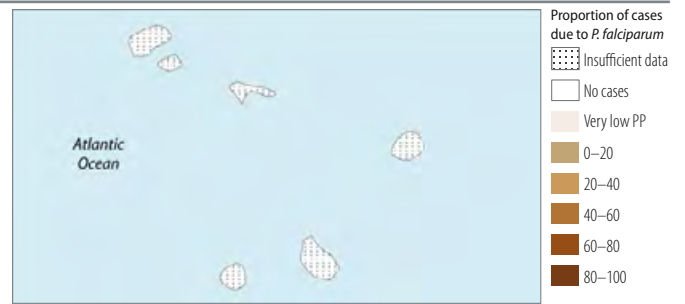 Atlantic
Ocean
Proportion of cases
due to P. falciparum
Insufficient data
No cases
Very low PP
0–20
20–40
40–60
60–80
80–100